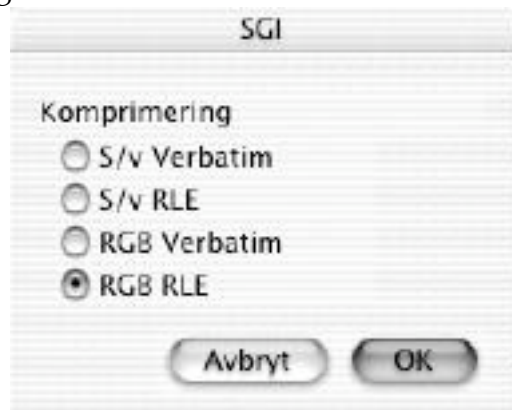 SGI
Komprimering
S/v Verbatim
S/v RLE
RGB Verbatim
RGB RLE
Avbryt OK